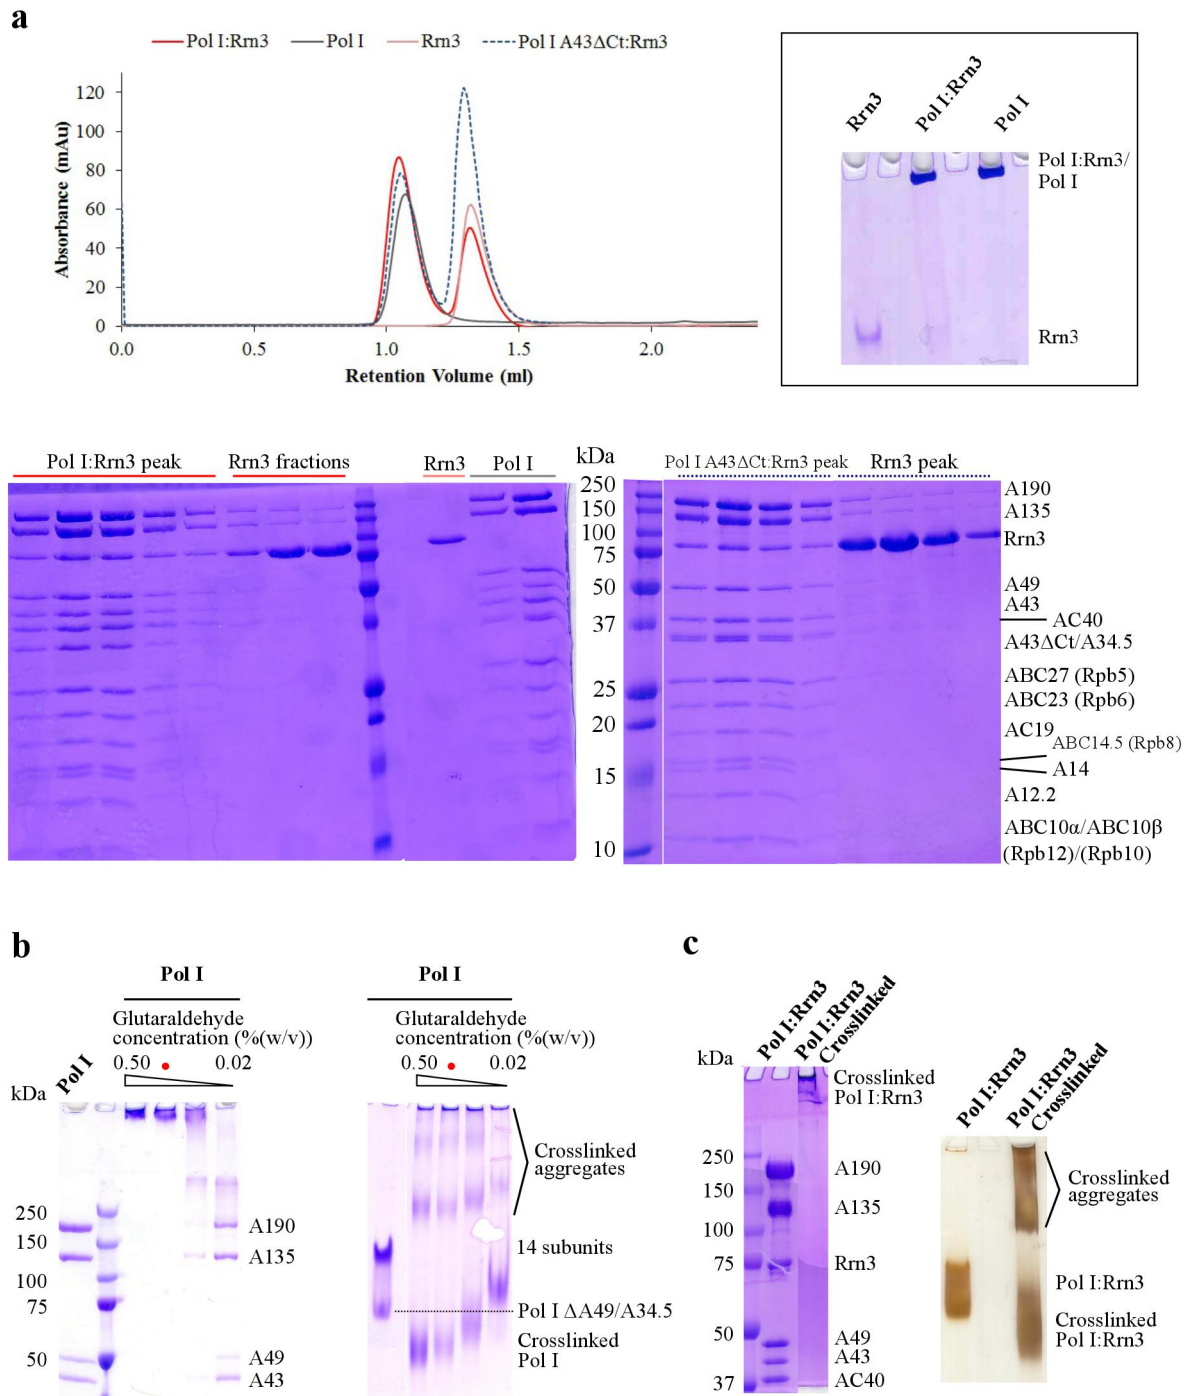 a
Pol I:Rrn3 Pol I Rrn3 Pol I A43ΔCt:Rrn3
Absorbance (mAu)
120
100
80
60
40
20
0
0.0 0.5 1.0 1.5 2.0
Retention Volume (ml)
Rrn3 Pol I:Rrn3 Pol I
Pol I:Rrn3/
Pol I
Rrn3
Pol I:Rrn3 peak Rrn3 fractions Rrn3 Pol I kDa Pol I A43ΔCt:Rrn3 peak Rrn3 peak
250
150
100
75
50
37
25
20
15
10
A190
A135
Rrn3
A49
A43
AC40
A43ΔCt/A34.5
ABC27 (Rpb5)
ABC23 (Rpb6)
AC19
ABC14.5 (Rpb8)
A14
A12.2
ABC10α/ABC10β
(Rpb12)/(Rpb10)
b
Pol I
Glutaraldehyde
concentration (%(w/v))
0.50 0.02
kDa Pol I
250
150
100
75
50
A190
A135
A49
A43
Pol I
Glutaraldehyde
concentration (%(w/v))
0.50 0.02
Crosslinked
aggregates
14 subunits
Pol I ΔA49/A34.5
Crosslinked
Pol I
c
kDa Pol I:Rrn3 Pol I:Rrn3
Crosslinked
Crosslinked
Pol I:Rrn3
250
150
100
75
50
37
A190
A135
Rrn3
A49
A43
AC40
Pol I:Rrn3 Pol I:Rrn3
Crosslinked
Crosslinked
aggregates
Pol I:Rrn3
Crosslinked
Pol I:Rrn3